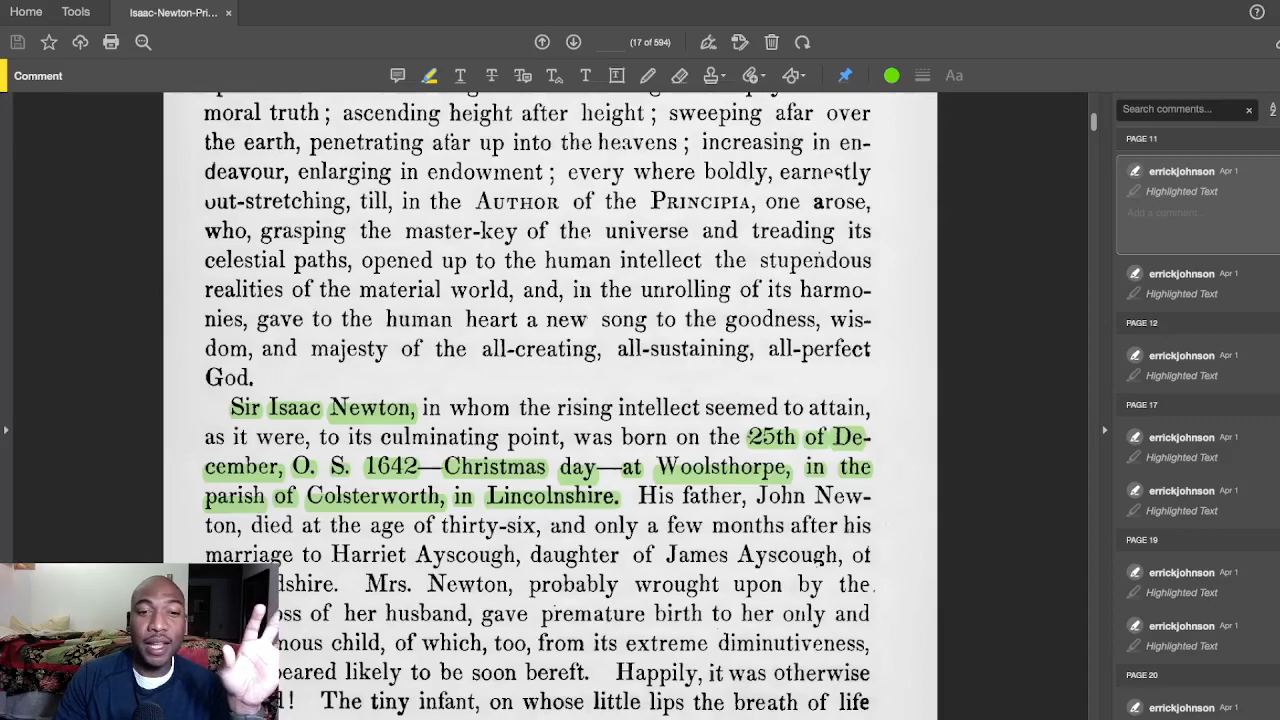 Home
Tools
Isaac-Newton-Pri... ×
(17 of 594)
Comment
Aa
moral truth ; ascending height after height ; sweeping afar over
the earth, penetrating afar up into the heavens ; increasing in en-
deavour, enlarging in endowment ; every where boldly, earnestly
out-stretching, till, in the AUTHOR of the PRINCIPIA, one arose,
who, grasping the master-key of the universe and treading its
celestial paths, opened up to the human intellect the stupendous
realities of the material world, and, in the unrolling of its harmo-
nies, gave to the human heart a new song to the goodness, wis-
dom, and majesty of the all-creating, all-sustaining, all-perfect
God.
Sir Isaac Newton, in whom the rising intellect seemed to attain,
as it were, to its culminating point, was born on the 25th of De-
cember, O. S. 1642—Christmas day—at Woolsthorpe, in the
parish of Colsterworth, in Lincolnshire. His father, John New-
ton, died at the age of thirty-six, and only a few months after his
marriage to Harriet Ayscough, daughter of James Ayscough, of
dshire. Mrs. Newton, probably wrought upon by the
oss of her husband, gave premature birth to her only and
nous child, of which, too, from its extreme diminutiveness,
peared likely to be soon bereft. Happily, it was otherwise
! The tiny infant, on whose little lips the breath of life
Search comments... ×
PAGE 11
errickjohnson Apr 1
Highlighted Text
Add a comment...
errickjohnson Apr 1
Highlighted Text
PAGE 12
errickjohnson Apr 1
Highlighted Text
PAGE 17
errickjohnson Apr 1
Highlighted Text
errickjohnson Apr 1
Highlighted Text
PAGE 19
errickjohnson Apr 1
Highlighted Text
errickjohnson Apr 1
Highlighted Text
PAGE 20
errickjohnson Apr 1